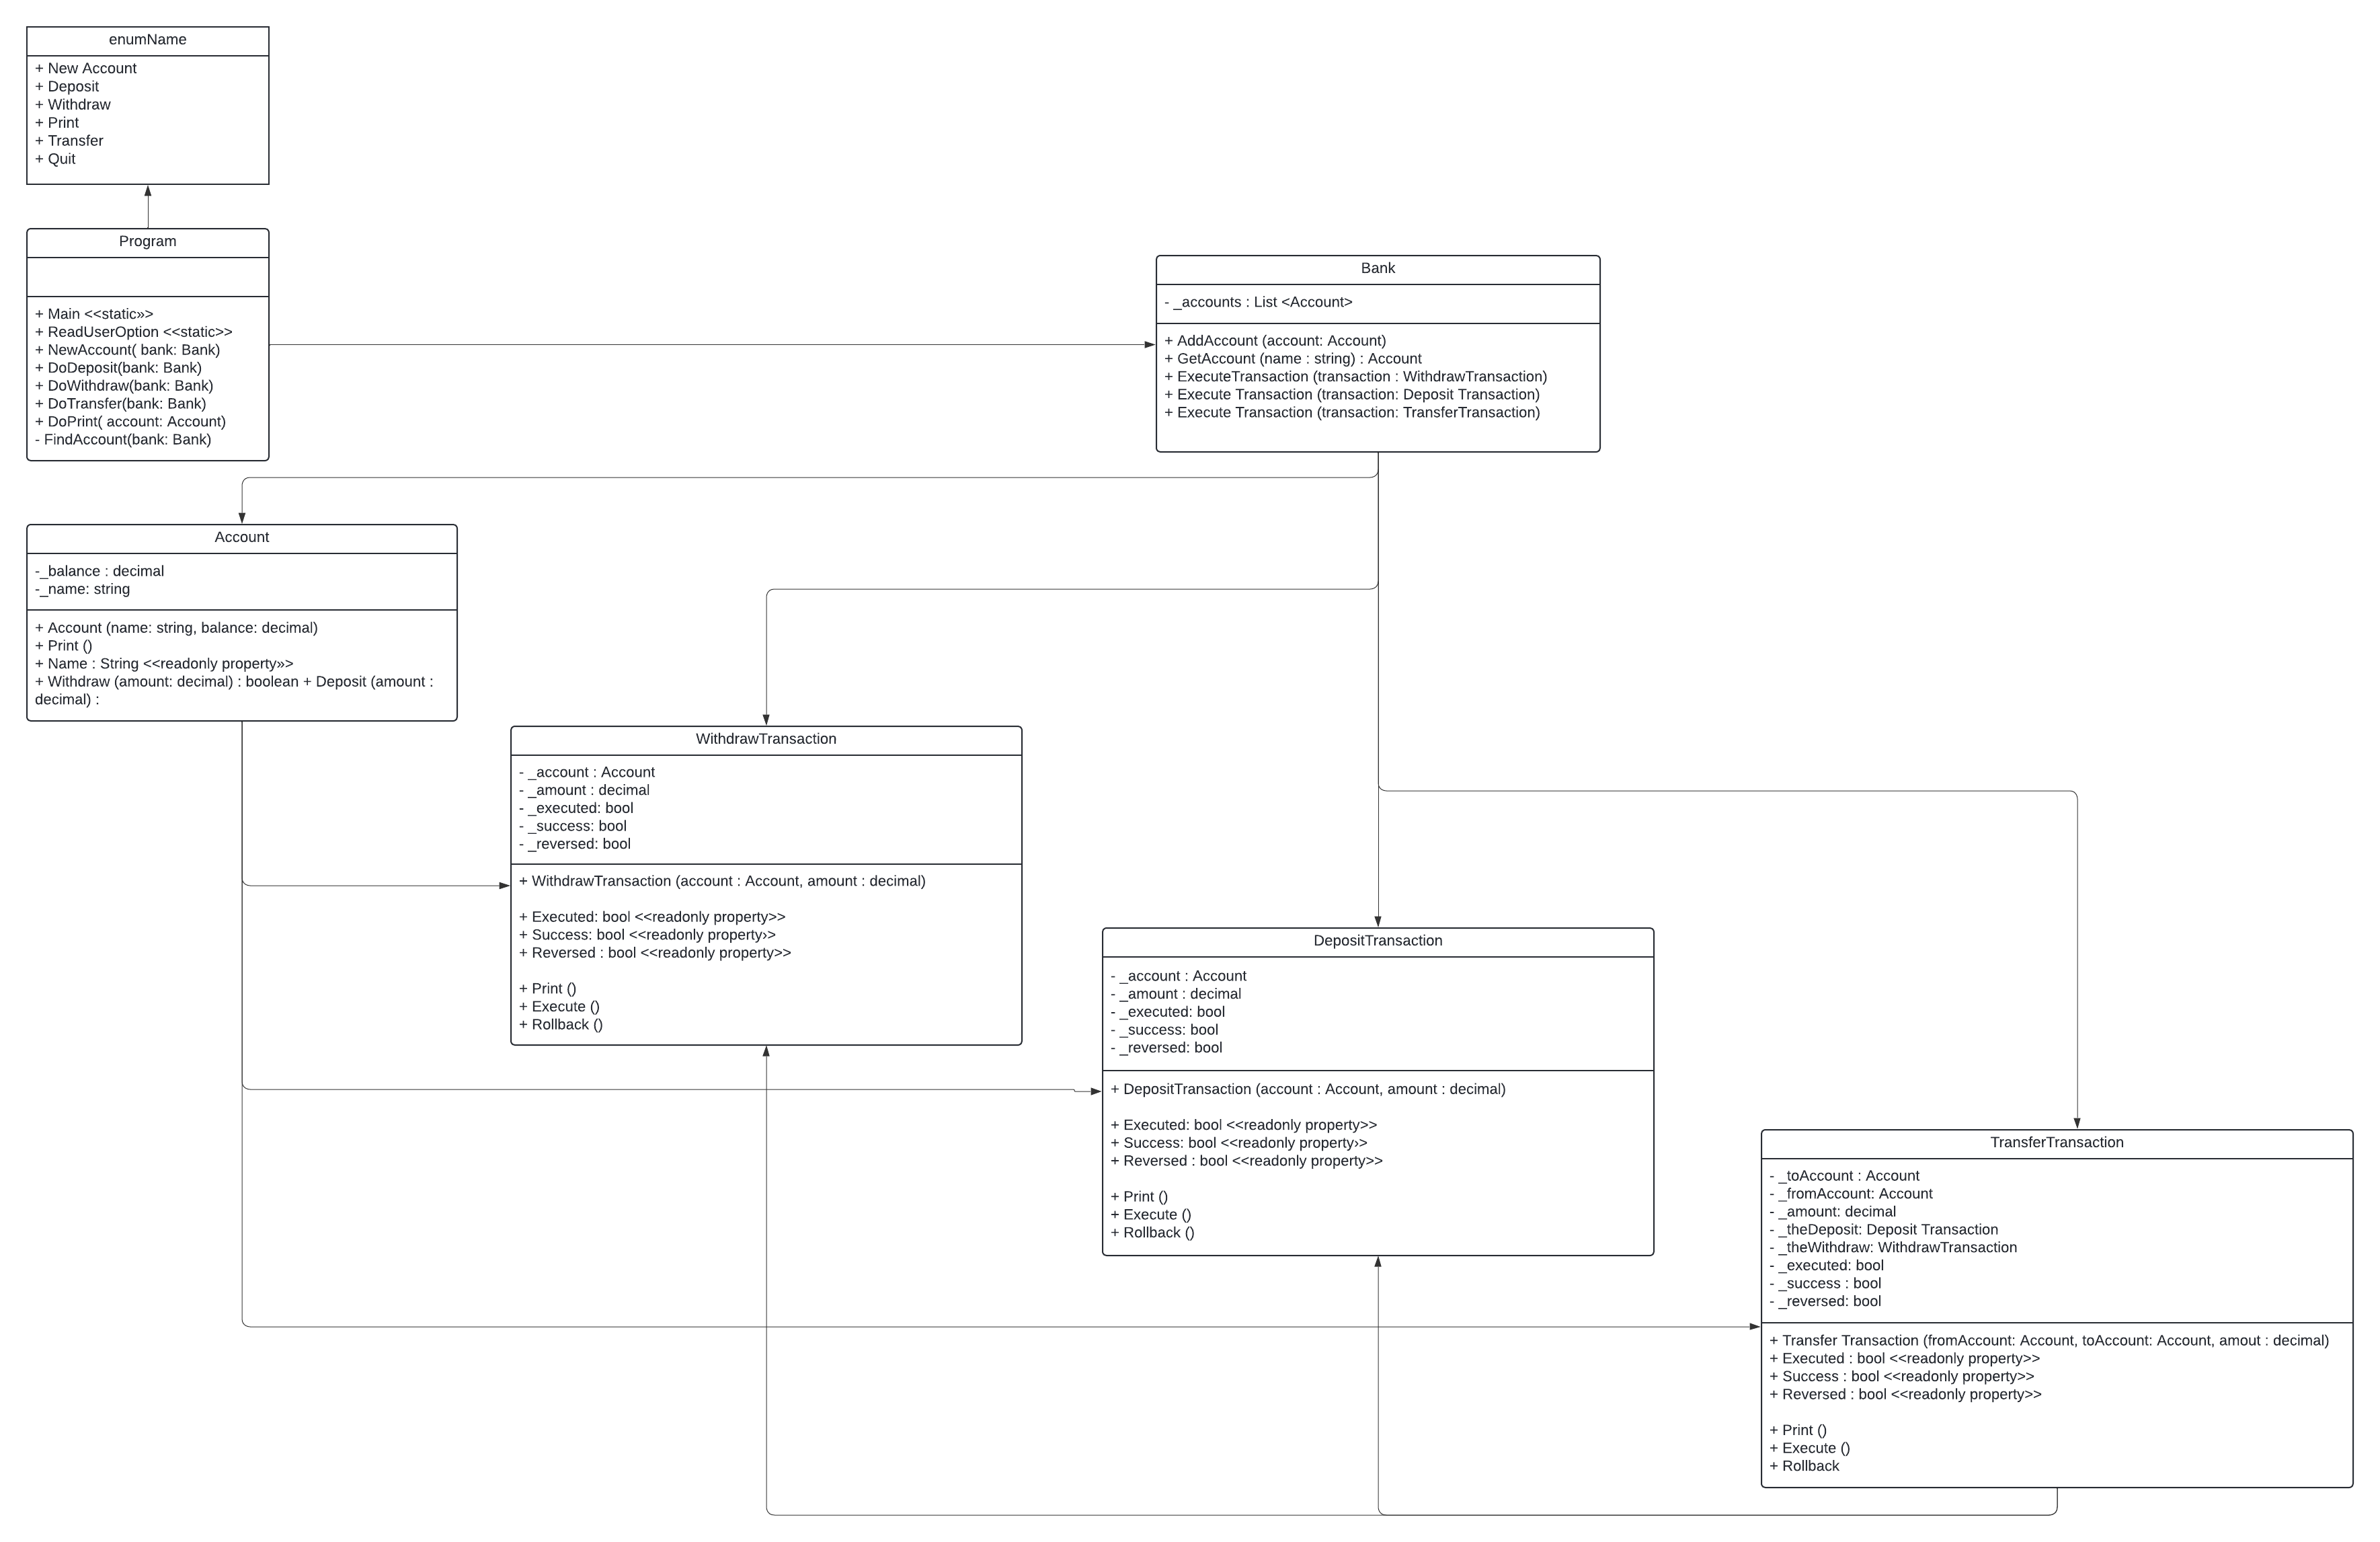 enumName
+ New Account
+ Deposit
+ Withdraw
+ Print
+ Transfer
+ Quit
Program
+ Main <<static»>
+ ReadUserOption <<static>>
+ NewAccount( bank: Bank)
+ DoDeposit(bank: Bank)
+ DoWithdraw(bank: Bank)
+ DoTransfer(bank: Bank)
+ DoPrint( account: Account)
- FindAccount(bank: Bank)
Bank
- _accounts : List <Account>
+ AddAccount (account: Account)
+ GetAccount (name : string) : Account
+ ExecuteTransaction (transaction : WithdrawTransaction)
+ Execute Transaction (transaction: Deposit Transaction)
+ Execute Transaction (transaction: TransferTransaction)
Account
-_balance : decimal
-_name: string
+ Account (name: string, balance: decimal)
+ Print ()
+ Name : String <<readonly property»>
+ Withdraw (amount: decimal) : boolean + Deposit (amount :
decimal) :
WithdrawTransaction
- _account : Account
- _amount : decimal
- _executed: bool
- _success: bool
- _reversed: bool
+ WithdrawTransaction (account : Account, amount : decimal)
+ Executed: bool <<readonly property>>
+ Success: bool <<readonly property›>
+ Reversed : bool <<readonly property>>
+ Print ()
+ Execute ()
+ Rollback ()
DepositTransaction
- _account : Account
- _amount : decimal
- _executed: bool
- _success: bool
- _reversed: bool
+ DepositTransaction (account : Account, amount : decimal)
+ Executed: bool <<readonly property>>
+ Success: bool <<readonly property›>
+ Reversed : bool <<readonly property>>
+ Print ()
+ Execute ()
+ Rollback ()
TransferTransaction
- _toAccount : Account
- _fromAccount: Account
- _amount: decimal
- _theDeposit: Deposit Transaction
- _theWithdraw: WithdrawTransaction
- _executed: bool
- _success : bool
- _reversed: bool
+ Transfer Transaction (fromAccount: Account, toAccount: Account, amout : decimal)
+ Executed : bool <<readonly property>>
+ Success : bool <<readonly property>>
+ Reversed : bool <<readonly property>>
+ Print ()
+ Execute ()
+ Rollback